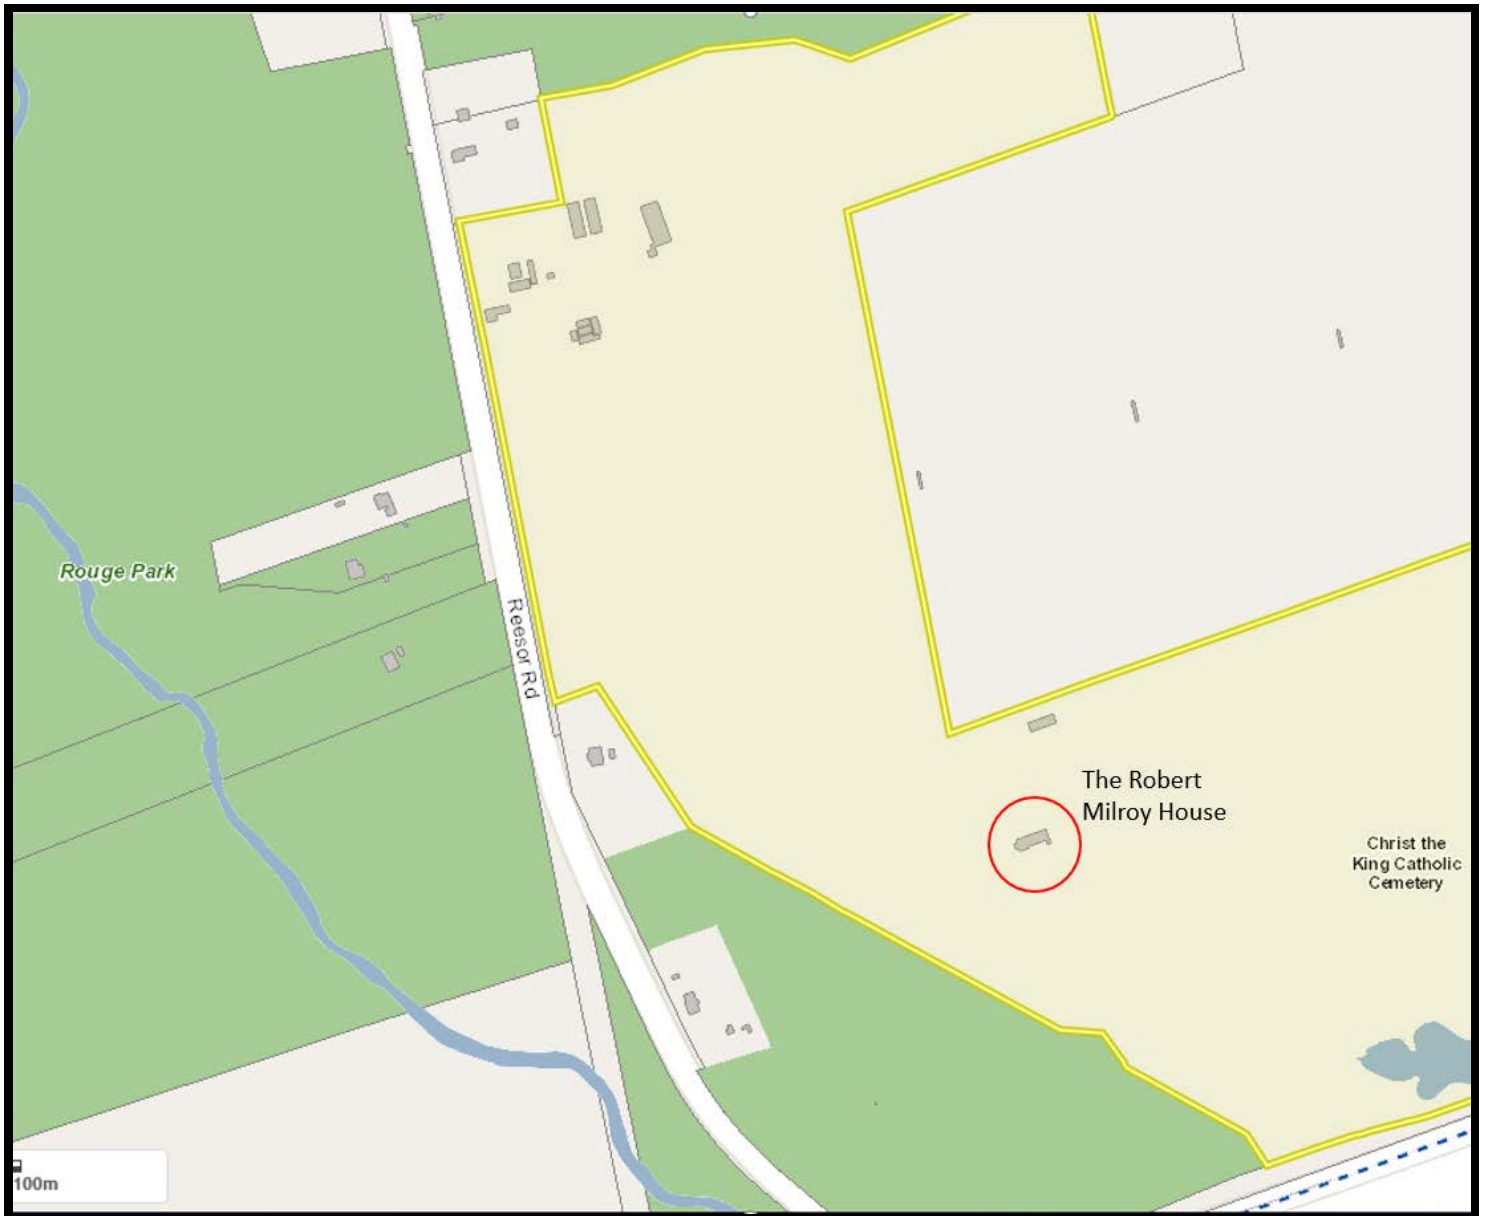 Rouge Park
Reesor Rd
The Robert
Milroy House
Christ the
King Catholic
Cemetery
100m